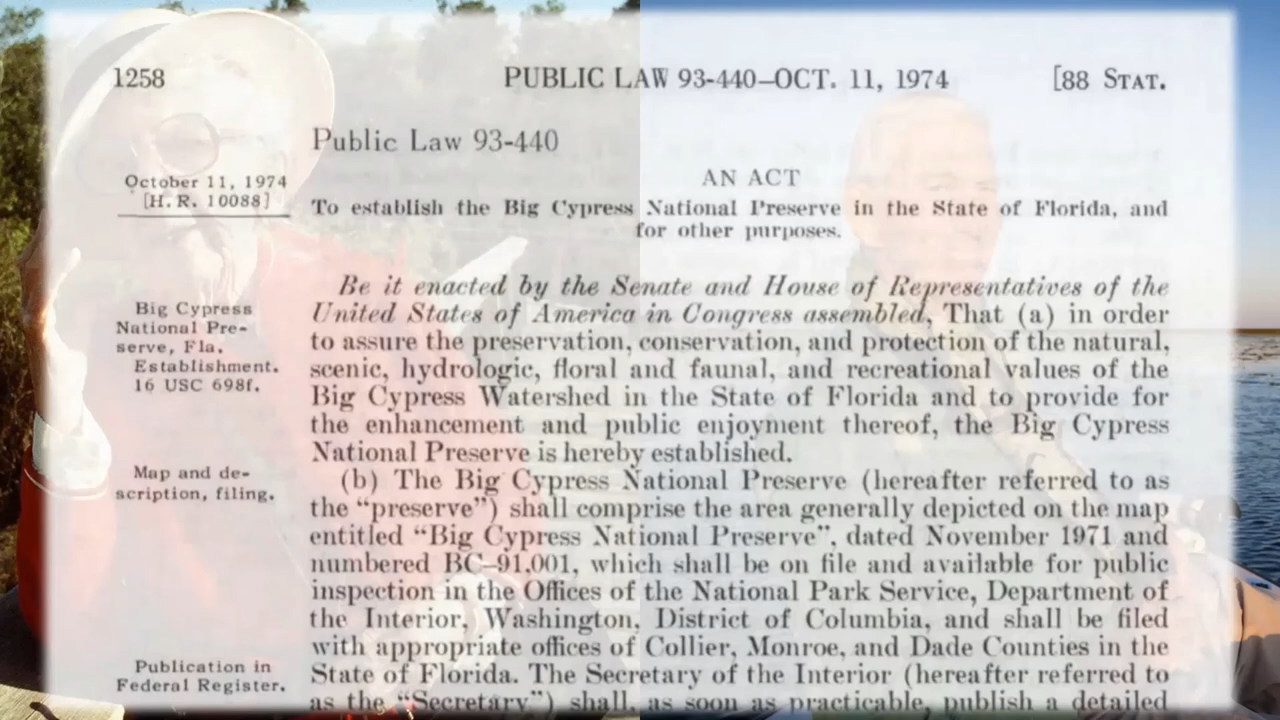 1258 PUBLIC LAW 93-440–OCT. 11, 1974 [88 STAT.
Public Law 93-440
October 11, 1974
[H. R. 10088]
AN ACT
To establish the Big Cypress National Preserve in the State of Florida, and
for other purposes.
Be it enacted by the Senate and House of Representatives of the
United States of America in Congress assembled, That (a) in order
to assure the preservation, conservation, and protection of the natural,
scenic, hydrologic, floral and faunal, and recreational values of the
Big Cypress Watershed in the State of Florida and to provide for
the enhancement and public enjoyment thereof, the Big Cypress
National Preserve is hereby established.
Big Cypress
National Pre-
serve, Fla.
Establishment.
16 USC 698f.
(b) The Big Cypress National Preserve (hereafter referred to as
the “preserve”) shall comprise the area generally depicted on the map
entitled “Big Cypress National Preserve”, dated November 1971 and
numbered BC–91,001, which shall be on file and available for public
inspection in the Offices of the National Park Service, Department of
the Interior, Washington, District of Columbia, and shall be filed
with appropriate offices of Collier, Monroe, and Dade Counties in the
State of Florida. The Secretary of the Interior (hereafter referred to
as the “Secretary”) shall, as soon as practicable, publish a detailed
Map and de-
scription, filing.
Publication in
Federal Register.